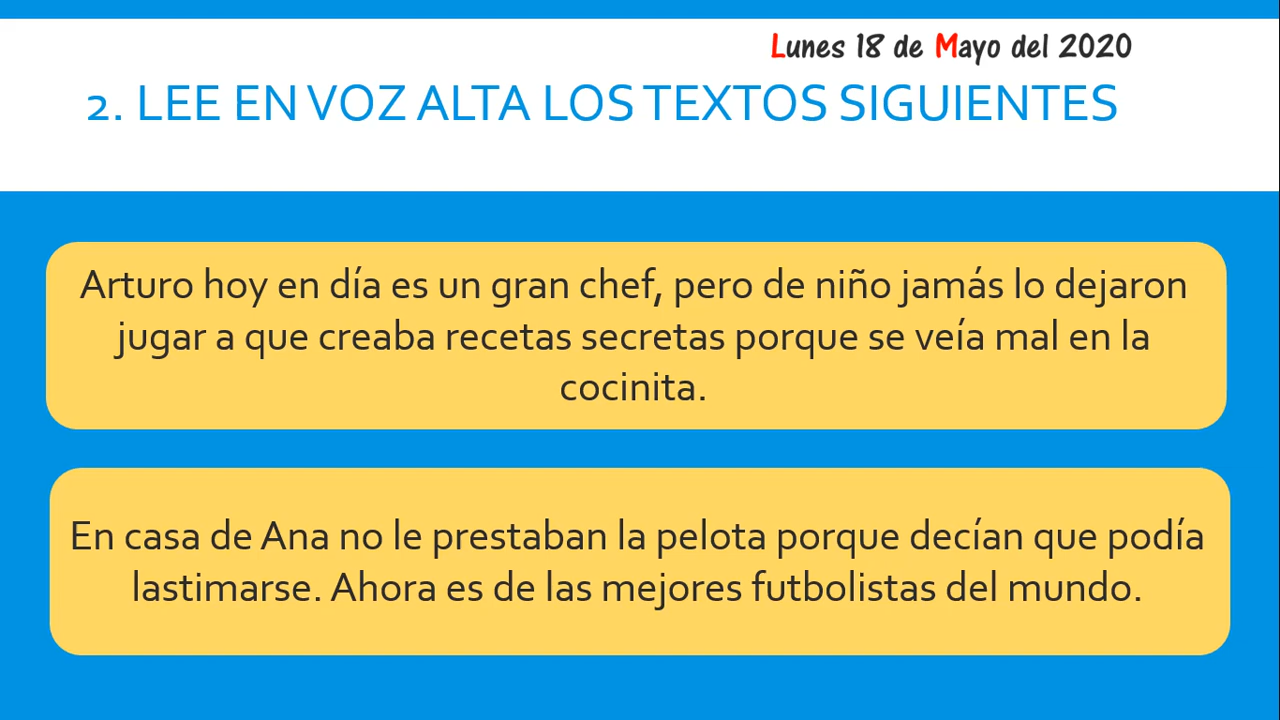 Lunes 18 de Mayo del 2020
2. LEE EN VOZ ALTA LOS TEXTOS SIGUIENTES
Arturo hoy en día es un gran chef, pero de niño jamás lo dejaron
jugar a que creaba recetas secretas porque se veía mal en la
cocinita.
En casa de Ana no le prestaban la pelota porque decían que podía
lastimarse. Ahora es de las mejores futbolistas del mundo.